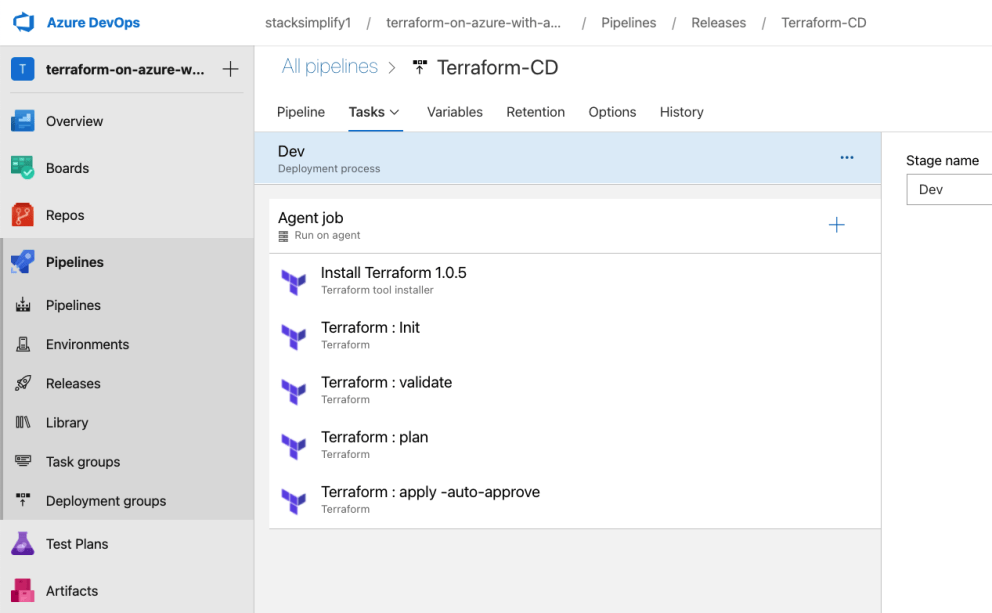 Azure DevOps
stacksimplify1 / terraform-on-azure-with-a... / Pipelines / Releases / Terraform-CD
T terraform-on-azure-w... +
Overview
Boards
Repos
Pipelines
Pipelines
Environments
Releases
Library
Task groups
Deployment groups
Test Plans
Artifacts
All pipelines > Terraform-CD
Pipeline Tasks Variables Retention Options History
Dev
Deployment process
...
Agent job
Run on agent
+
Install Terraform 1.0.5
Terraform tool installer
Terraform : Init
Terraform
Terraform : validate
Terraform
Terraform : plan
Terraform
Terraform : apply -auto-approve
Terraform
Stage name
Dev